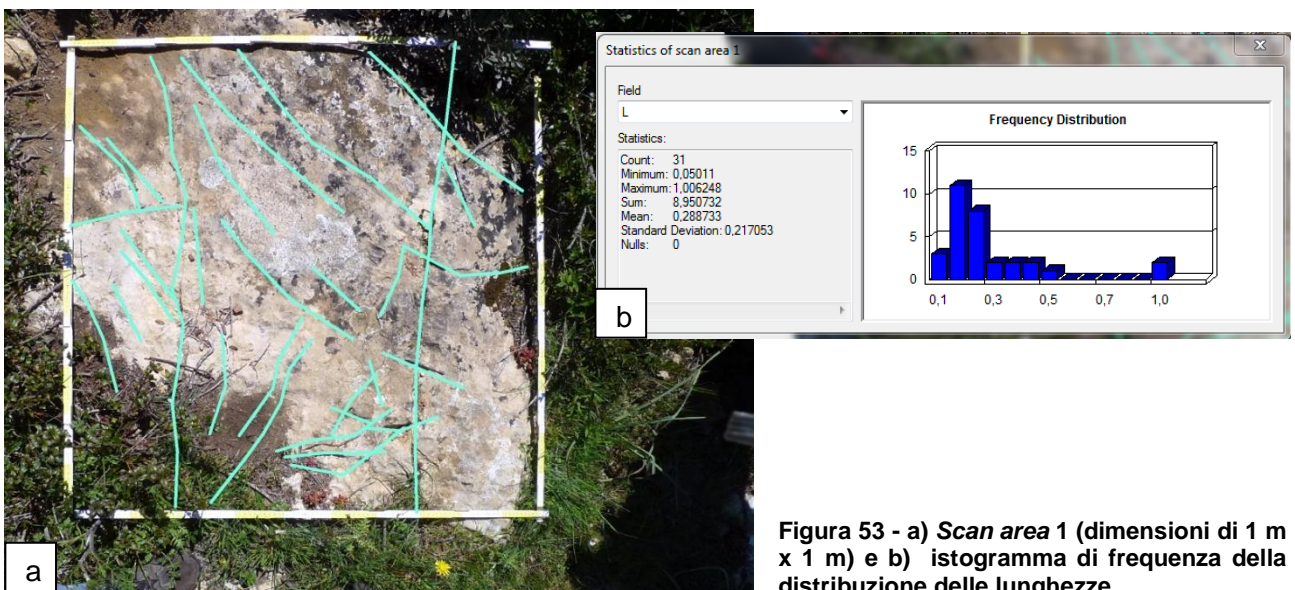 Statistics of scan area 1
Field
L
Statistics:
Count: 31
Minimum: 0,05011
Maximum: 1,006248
Sum: 8,950732
Mean: 0,288733
Standard Deviation: 0,217053
Nulls: 0
Frequency Distribution
15
10
5
0
0,1 0,3 0,5 0,7 1,0
b
a
Figura 53 - a) Scan area 1 (dimensioni di 1 m
x 1 m) e b) istogramma di frequenza della
distribuzione delle lunghezze